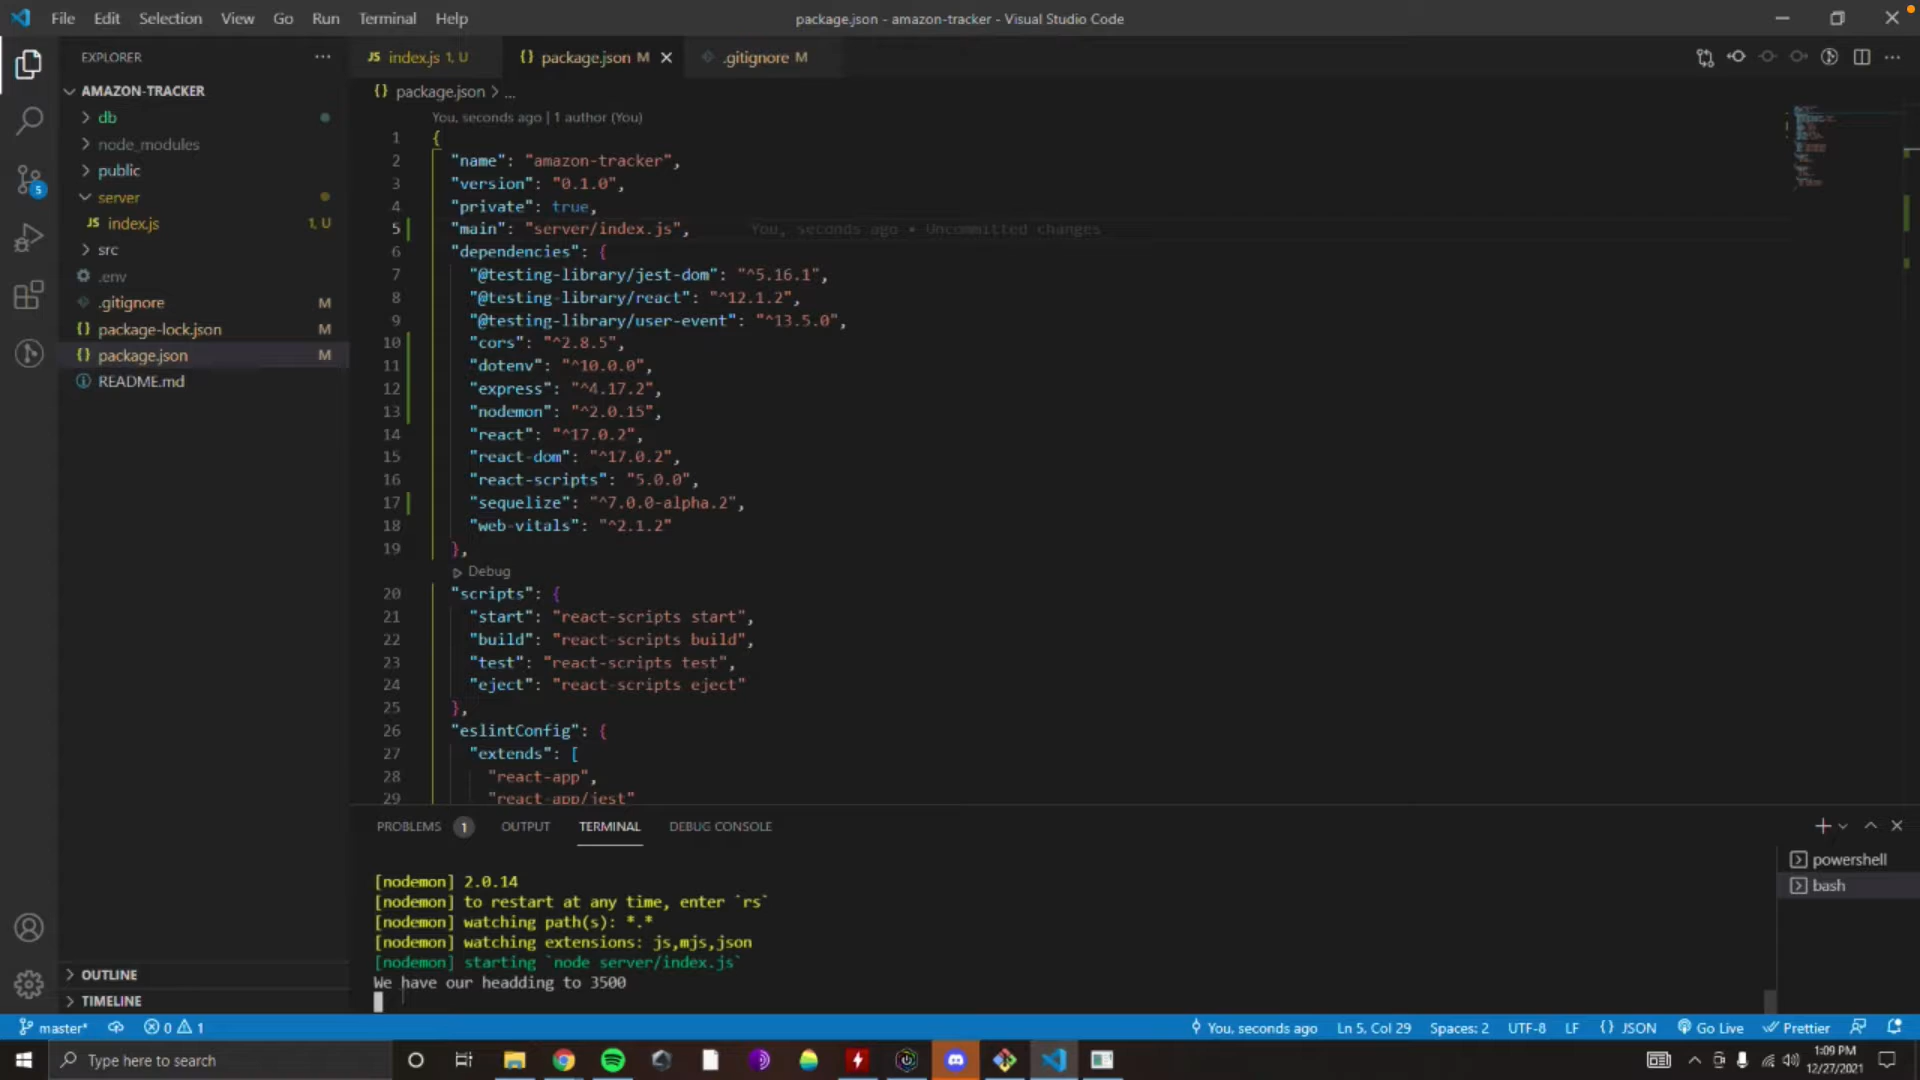 File Edit Selection View Go Run Terminal Help
package.json - amazon-tracker - Visual Studio Code
EXPLORER
JS index.js 1, U
{} package.json M
.gitignore M
AMAZON-TRACKER
{} package.json > ...
db
You, seconds ago | 1 author (You)
node_modules
public
server
JS index.js 1, U
src
.env
.gitignore M
{} package-lock.json M
{} package.json M
README.md
1 {
2 "name": "amazon-tracker",
3 "version": "0.1.0",
4 "private": true,
5 "main": "server/index.js", You, seconds ago • Uncommitted changes
6 "dependencies": {
7 "@testing-library/jest-dom": "^5.16.1",
8 "@testing-library/react": "^12.1.2",
9 "@testing-library/user-event": "^13.5.0",
10 "cors": "^2.8.5",
11 "dotenv": "^10.0.0",
12 "express": "^4.17.2",
13 "nodemon": "^2.0.15",
14 "react": "^17.0.2",
15 "react-dom": "^17.0.2",
16 "react-scripts": "5.0.0",
17 "sequelize": "^7.0.0-alpha.2",
18 "web-vitals": "^2.1.2"
19 },
Debug
20 "scripts": {
21 "start": "react-scripts start",
22 "build": "react-scripts build",
23 "test": "react-scripts test",
24 "eject": "react-scripts eject"
25 },
26 "eslintConfig": {
27 "extends": [
28 "react-app",
29 "react-app/jest"
PROBLEMS 1 OUTPUT TERMINAL DEBUG CONSOLE
powershell
bash
[nodemon] 2.0.14
[nodemon] to restart at any time, enter `rs`
[nodemon] watching path(s): *.*
[nodemon] watching extensions: js,mjs,json
[nodemon] starting `node server/index.js`
We have our headding to 3500
OUTLINE
TIMELINE
5
master* 0 1
You, seconds ago Ln 5, Col 29 Spaces: 2 UTF-8 LF {} JSON Go Live Prettier
Type here to search
1:09 PM
12/27/2021